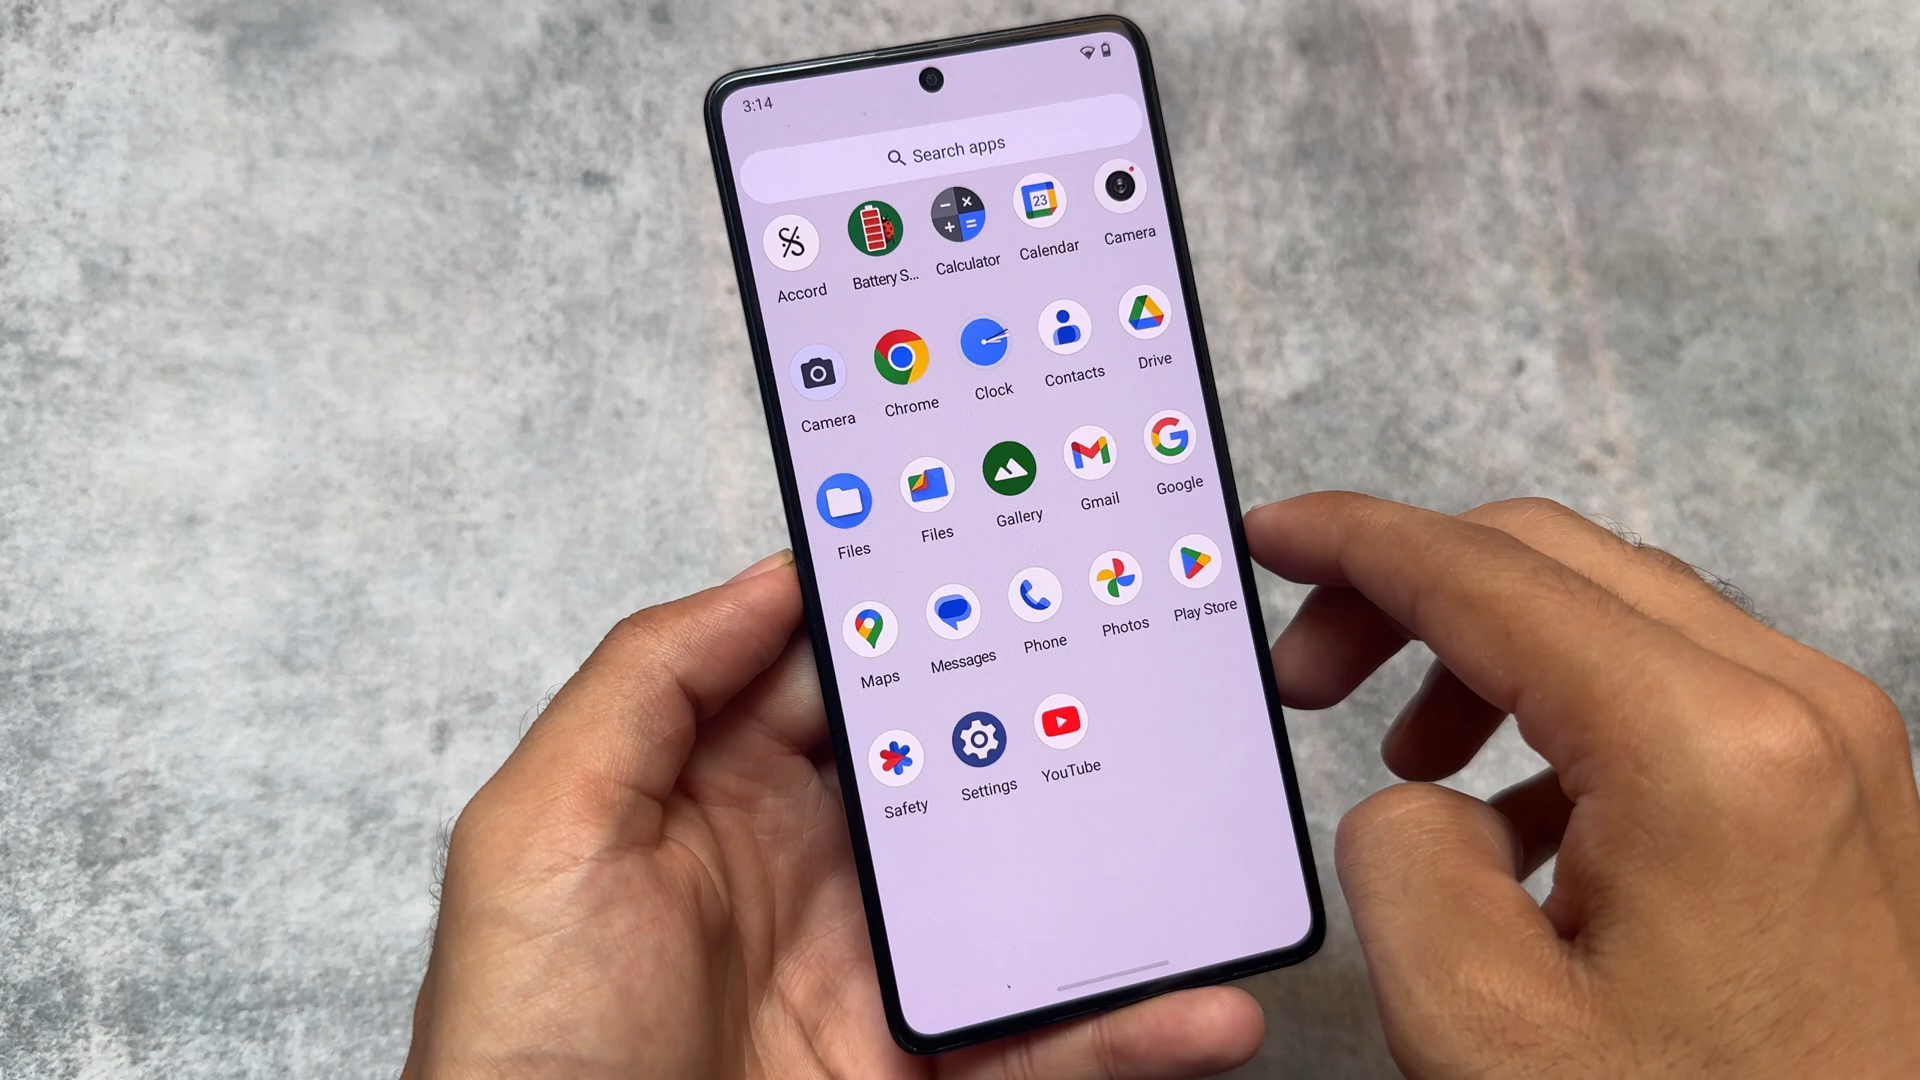 3:14
Search apps
Accord
Battery S...
Calculator
23
Calendar
Camera
Camera
Chrome
Clock
Contacts
Drive
Files
Files
Gallery
Gmail
Google
Maps
Messages
Phone
Photos
Play Store
Safety
Settings
YouTube